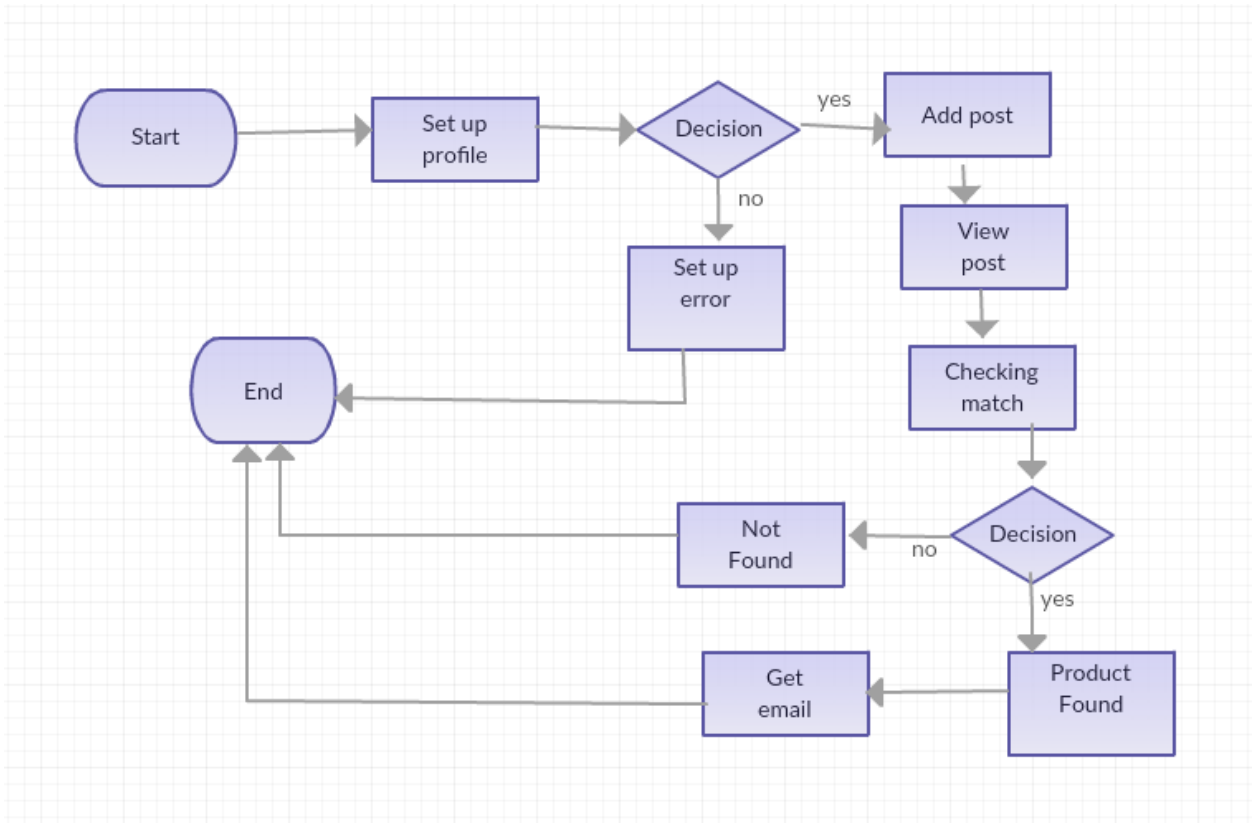 Start
Set up
profile
Decision
yes
Add post
no
View
post
Set up
error
Checking
match
End
Not
Found
no
Decision
yes
Get
email
Product
Found